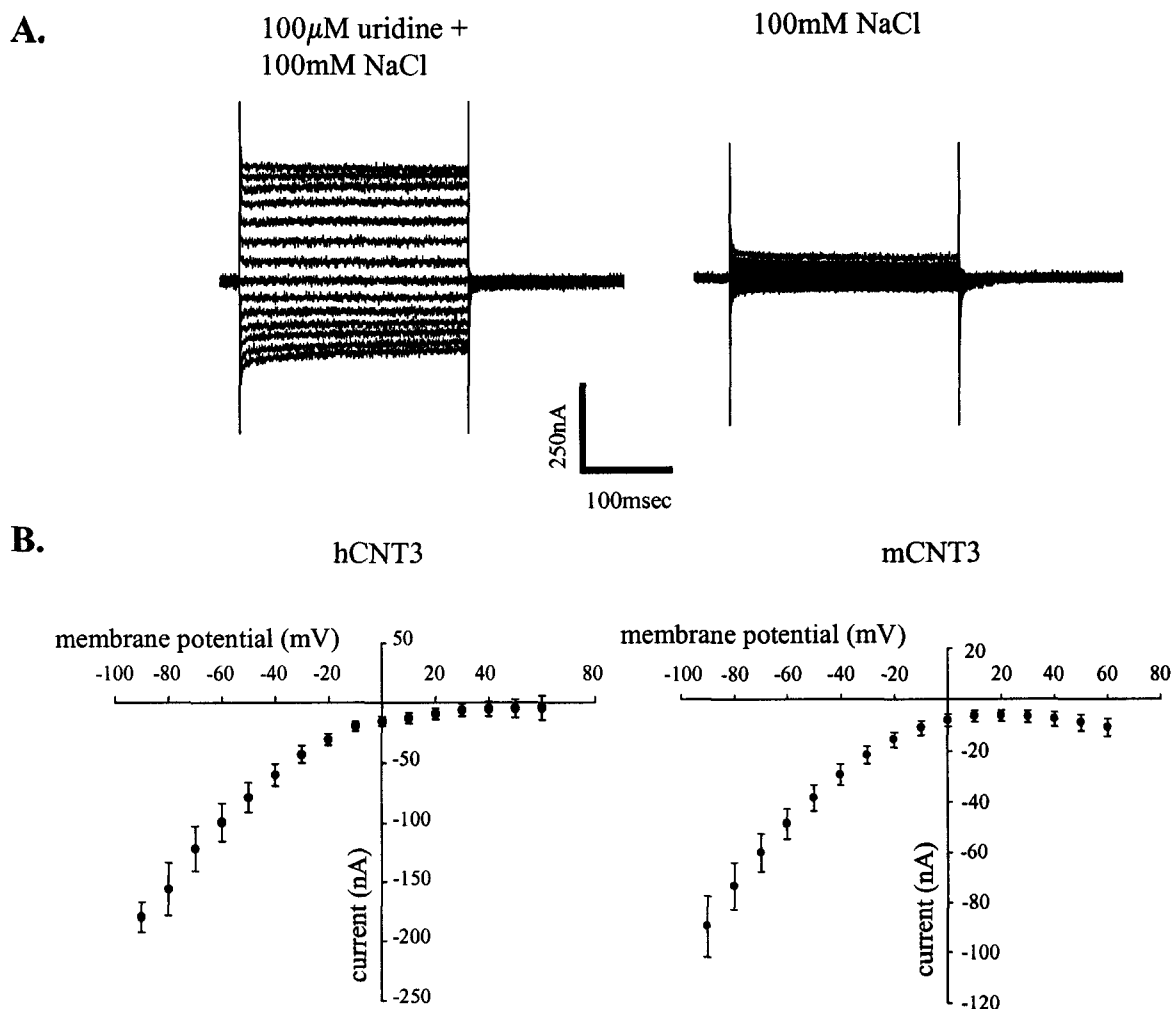 A.
100μM uridine +
100mM NaCl
100mM NaCl
250nA
100msec
B.
hCNT3
mCNT3
membrane potential (mV)
50
-100 -80 -60 -40 -20 20 40 60 80
-50
-100
-150
-200
-250
current (nA)
membrane potential (mV)
20
-100 -80 -60 -40 -20 0 20 40 60 80
-20
-40
-60
-80
-100
-120
current (nA)